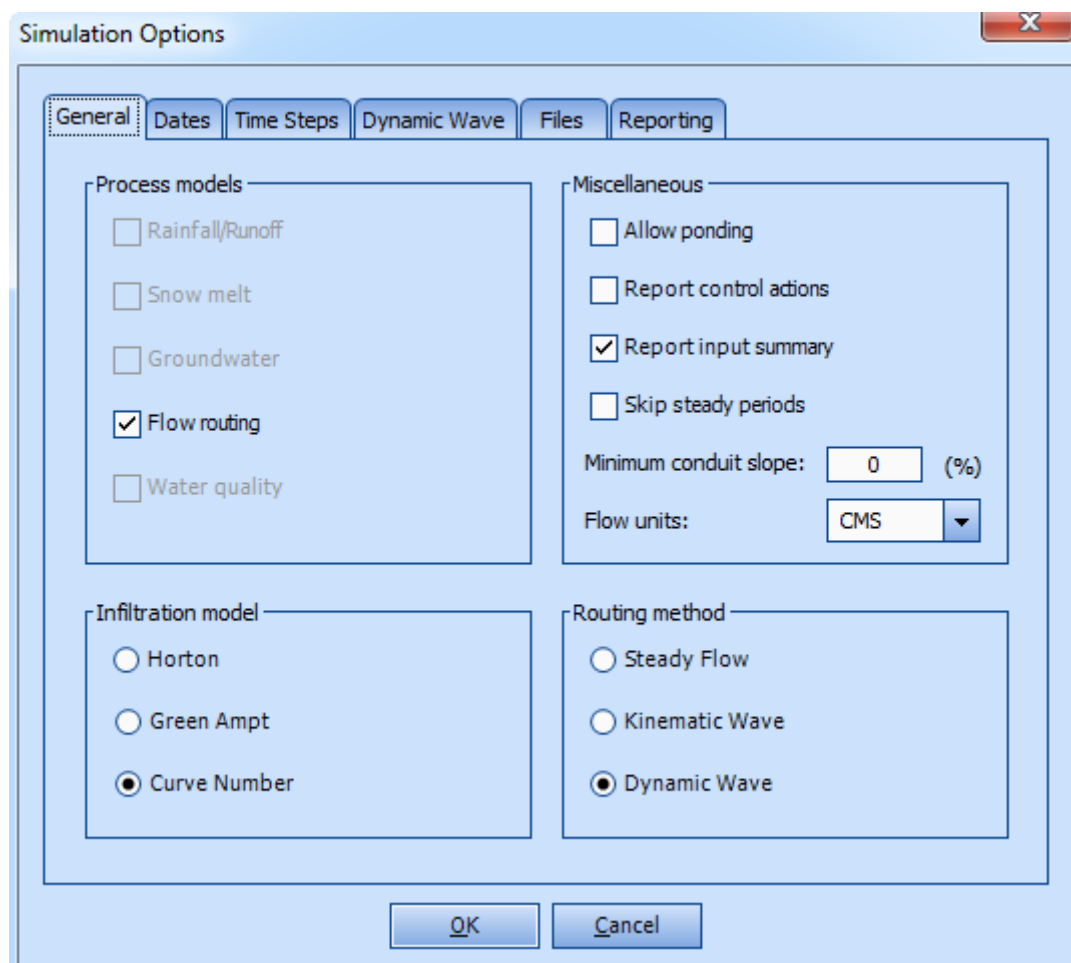 Simulation Options
X
General
Dates
Time Steps
Dynamic Wave
Files
Reporting
Process models
Rainfall/Runoff
Snow melt
Groundwater
Flow routing
Water quality
Miscellaneous
Allow ponding
Report control actions
Report input summary
Skip steady periods
Minimum conduit slope: 0 (%)
Flow units: CMS
Infiltration model
Horton
Green Ampt
Curve Number
Routing method
Steady Flow
Kinematic Wave
Dynamic Wave
OK
Cancel